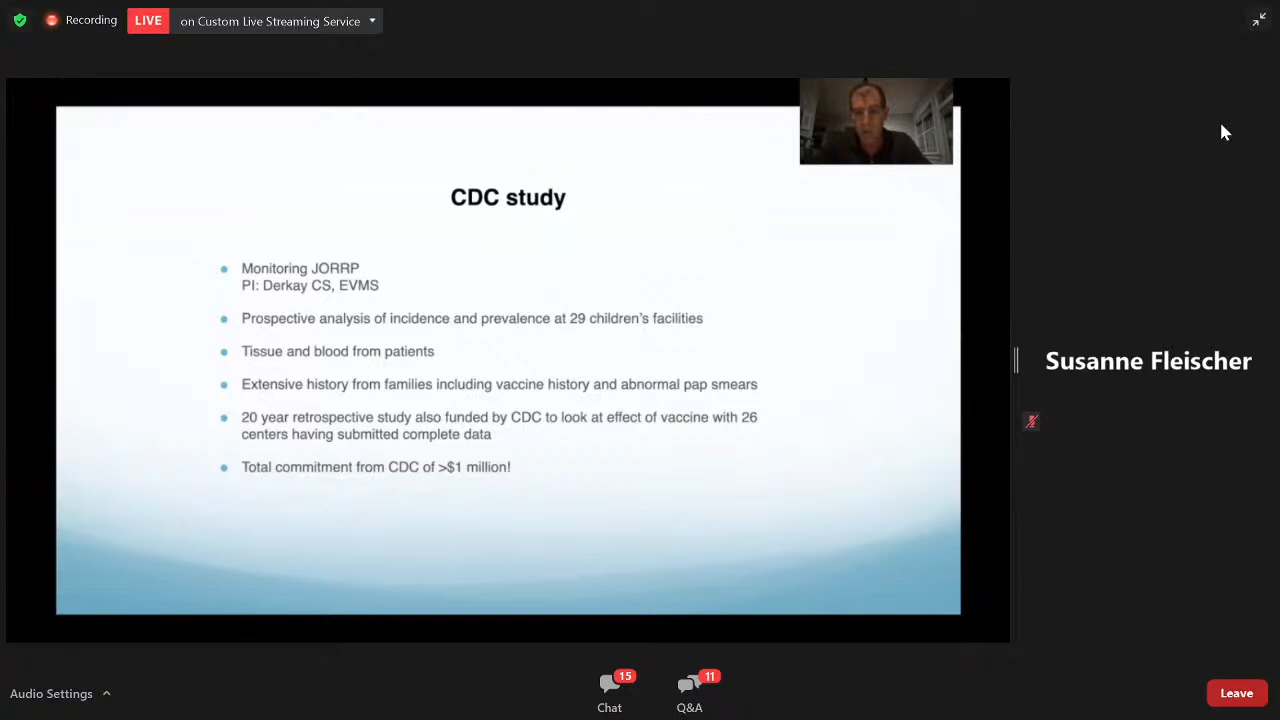 Recording
LIVE
on Custom Live Streaming Service
CDC study
Monitoring JORRP
PI: Derkay CS, EVMS
Prospective analysis of incidence and prevalence at 29 children's facilities
Tissue and blood from patients
Extensive history from families including vaccine history and abnormal pap smears
20 year retrospective study also funded by CDC to look at effect of vaccine with 26
centers having submitted complete data
Total commitment from CDC of >$1 million!
Susanne Fleischer
Audio Settings
15
Chat
11
Q&A
Leave